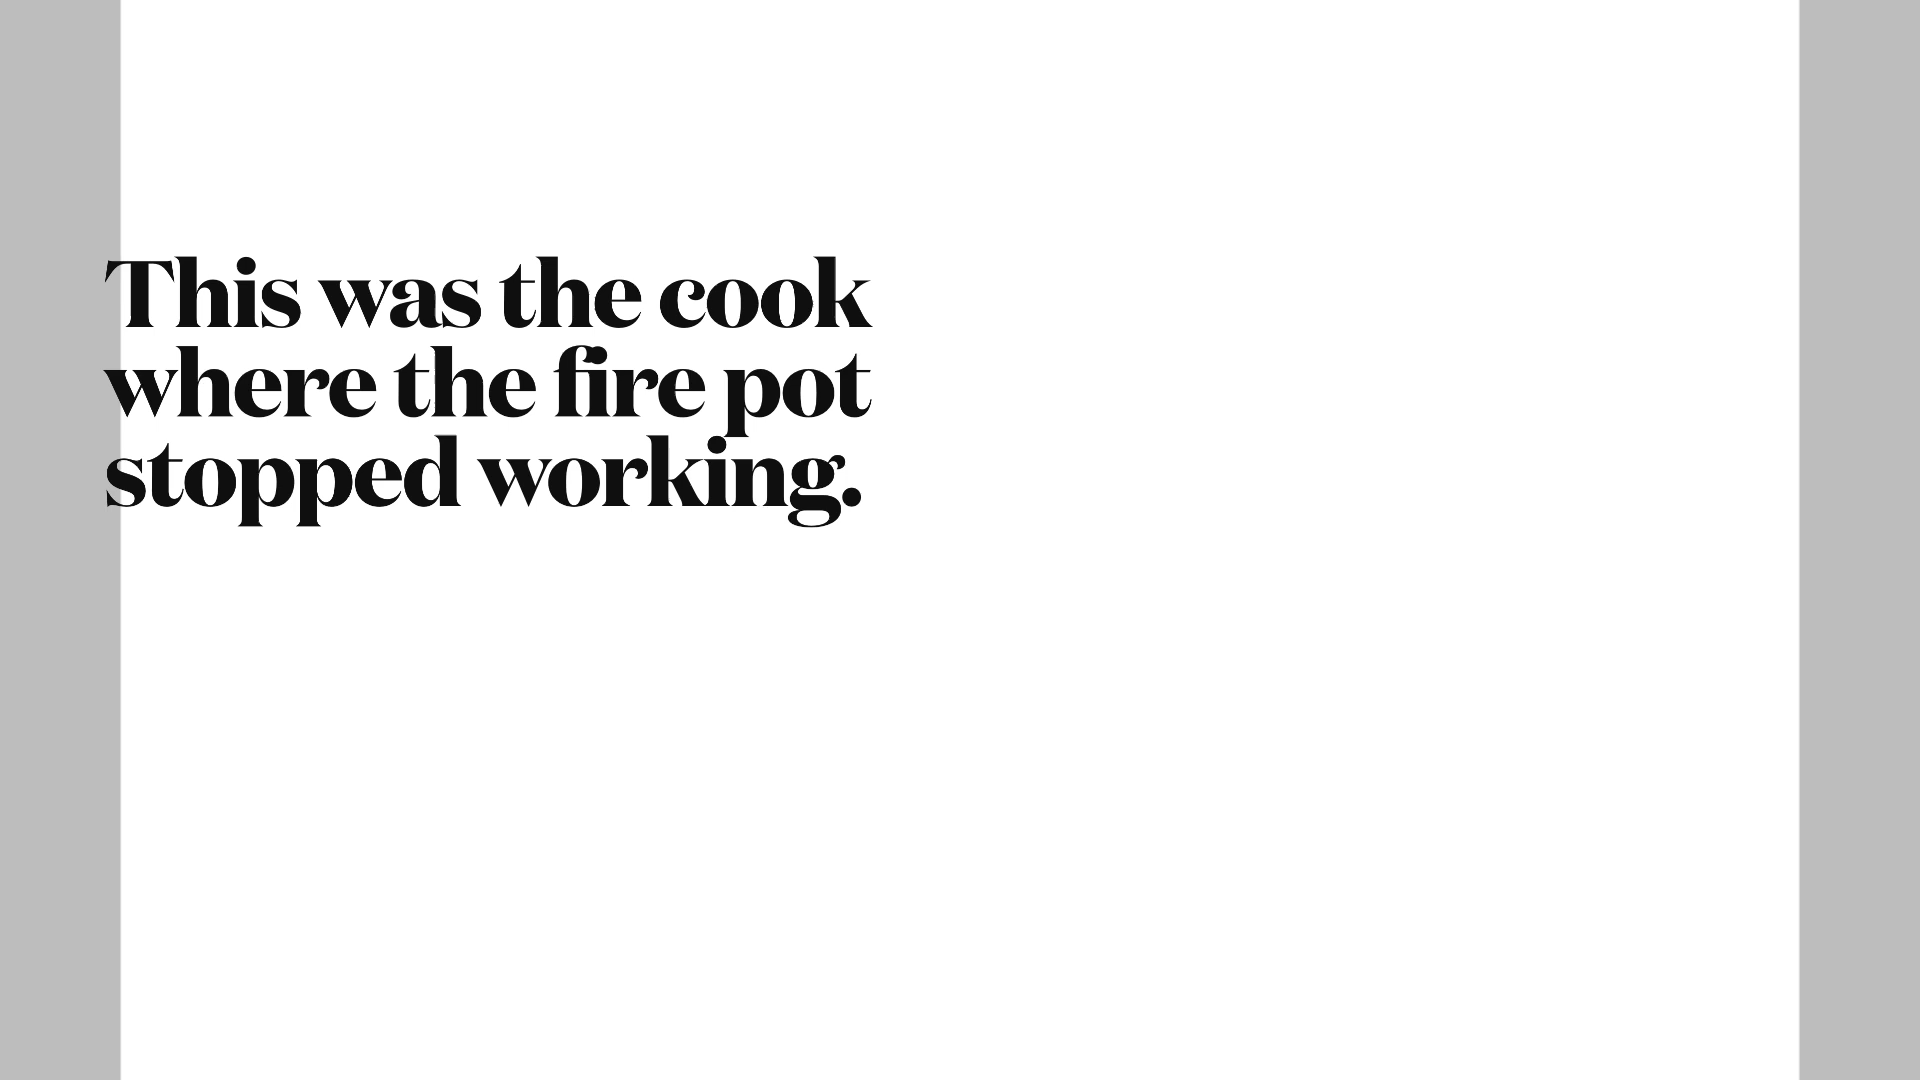 This was the cook
where the fire pot
stopped working.